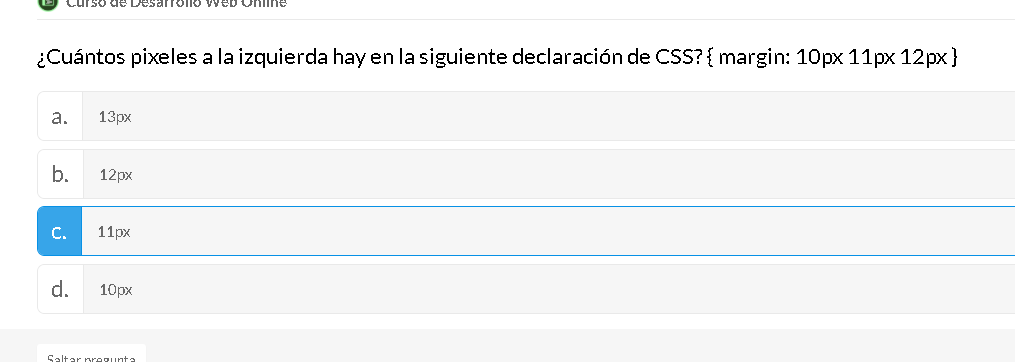 Curso de Desarrollo Web Online
¿Cuántos pixeles a la izquierda hay en la siguiente declaración de CSS? { margin: 10px 11px 12px }
a. 13px
b. 12px
c. 11px
d. 10px
Saltar pregunta